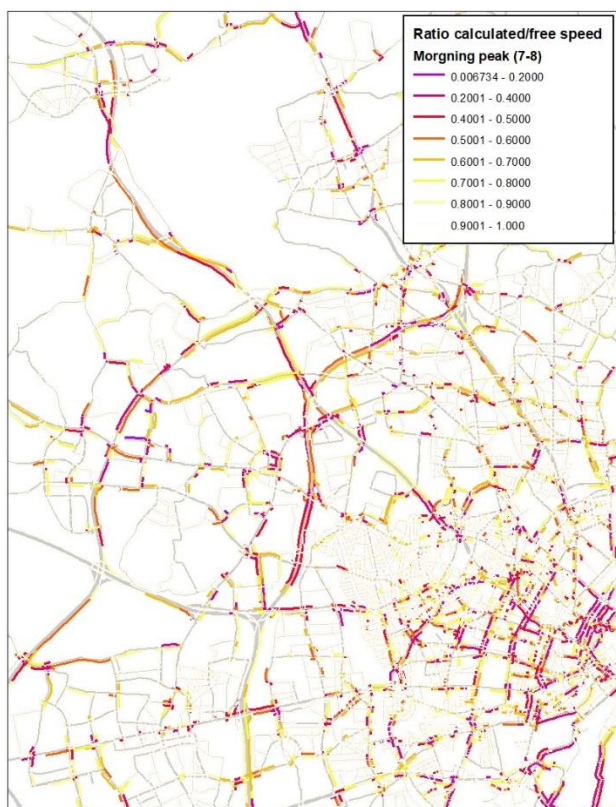 Ratio calculated/free speed
Morgning peak (7-8)
0.006734 - 0.2000
0.2001 - 0.4000
0.4001 - 0.5000
0.5001 - 0.6000
0.6001 - 0.7000
0.7001 - 0.8000
0.8001 - 0.9000
0.9001 - 1.000